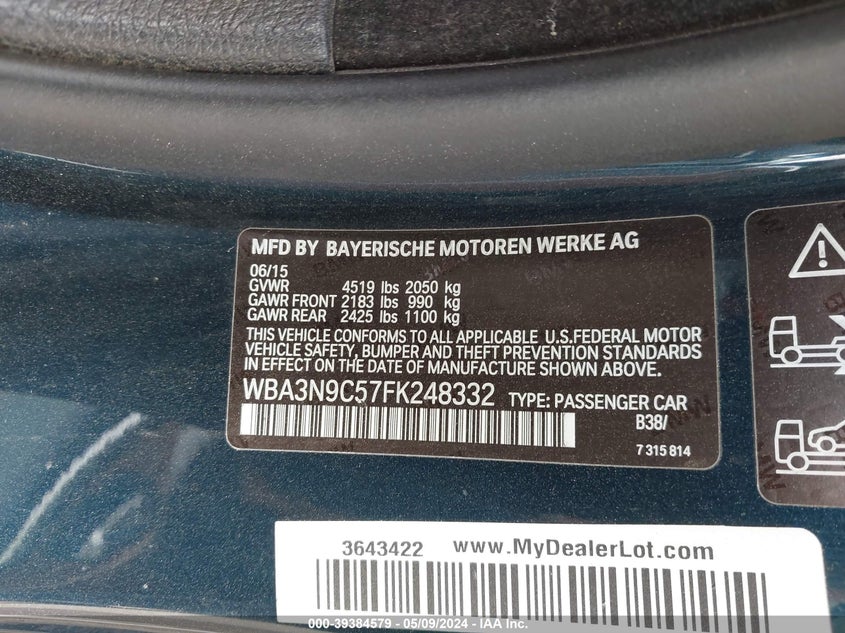 MFD BY BAYERISCHE MOTOREN WERKE AG
06/15
GVWR 4519 lbs 2050 kg
GAWR FRONT 2183 lbs 990 kg
GAWR REAR 2425 lbs 1100 kg
THIS VEHICLE CONFORMS TO ALL APPLICABLE U.S.FEDERAL MOTOR
VEHICLE SAFETY, BUMPER AND THEFT PREVENTION STANDARDS
IN EFFECT ON THE DATE OF MANUFACTURE SHOWN ABOVE.
WBA3N9C57FK248332 TYPE: PASSENGER CAR
B38/
7 315 814
3643422 www.MyDealerLot.com
000-39384579 - 05/09/2024 - IAA Inc.